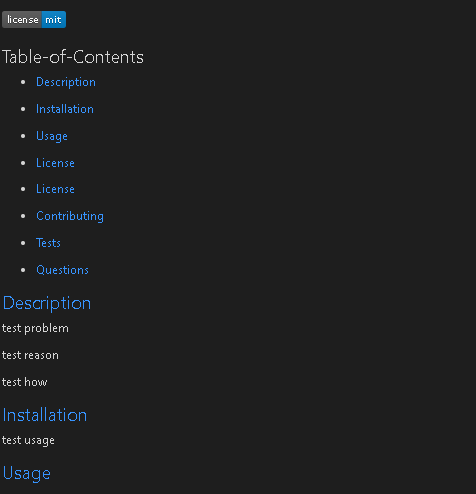 license mit
Table-of-Contents
Description
Installation
Usage
License
License
Contributing
Tests
Questions
Description
test problem
test reason
test how
Installation
test usage
Usage